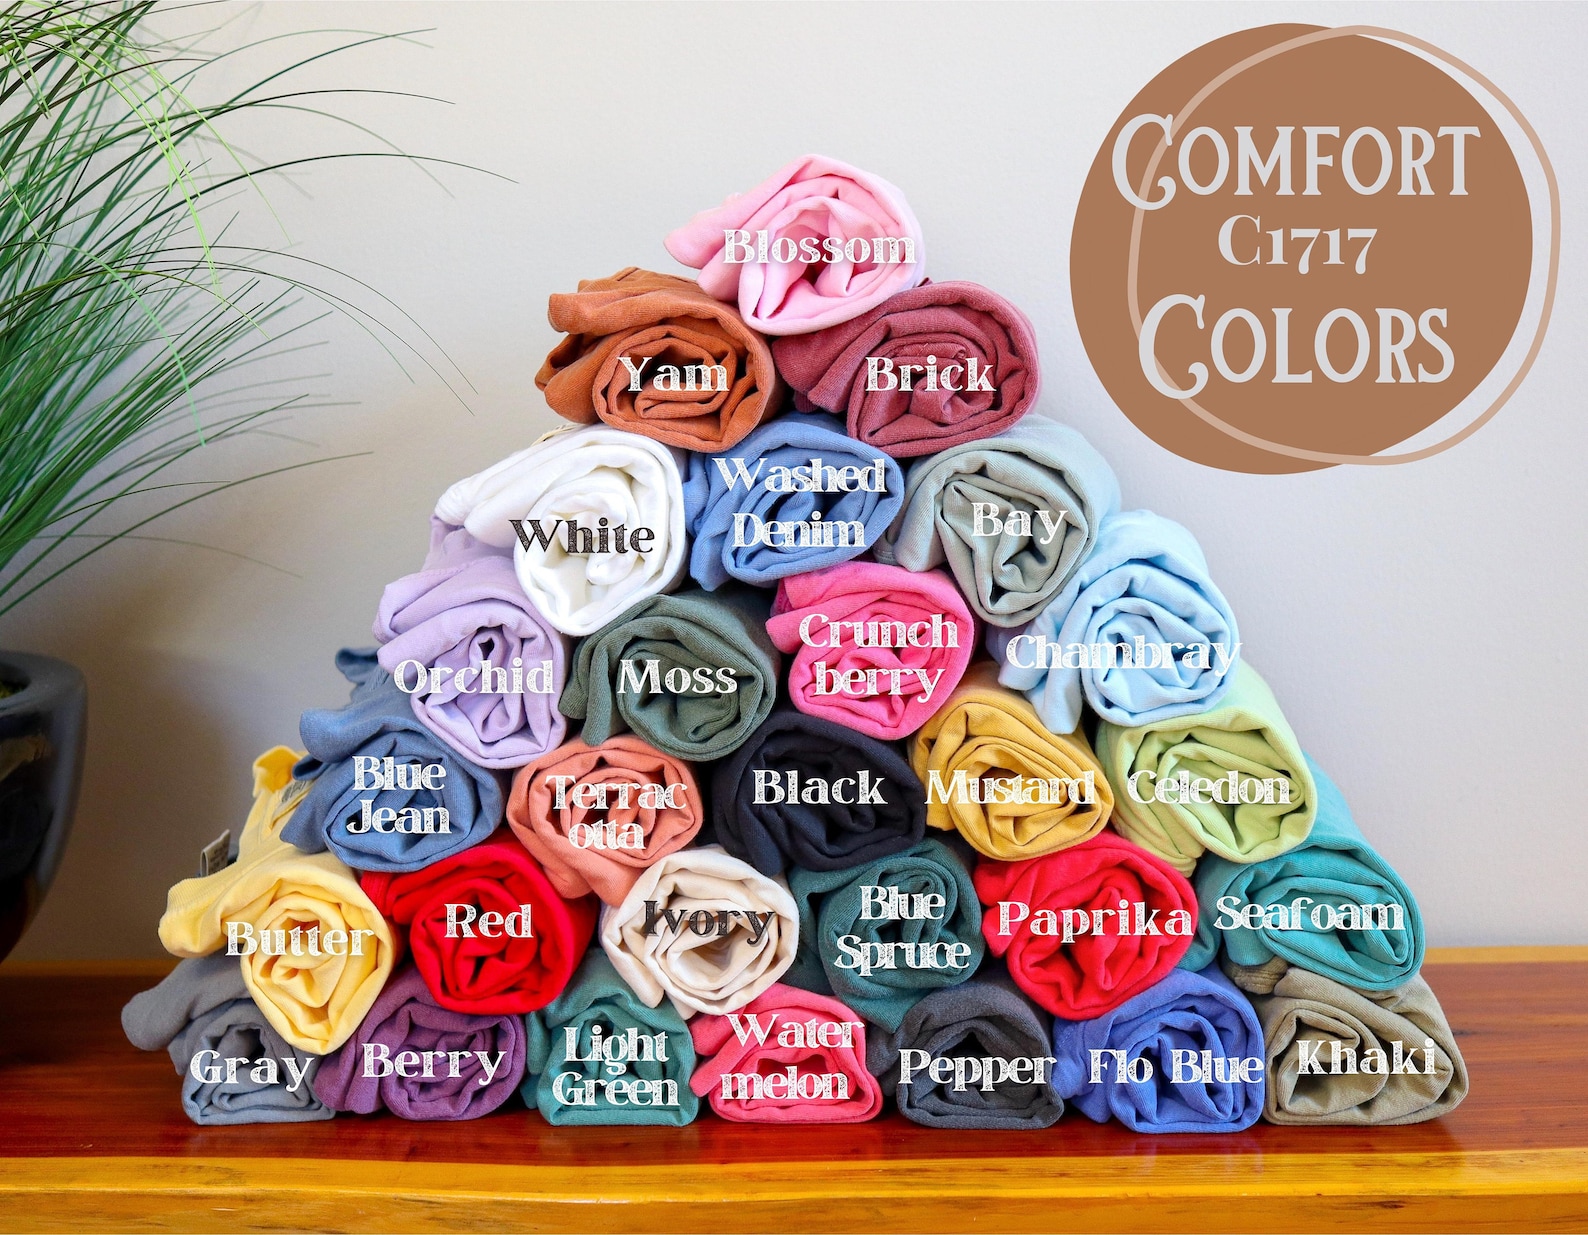 Comfort
C1717
Colors
Blossom
Yam
Brick
White
Washed
Denim
Bay
Orchid
Moss
Crunch
berry
Chambray
Blue
Jean
Terrac
otta
Black
Mustard
Celedon
Butter
Red
Ivory
Blue
Spruce
Paprika
Seafoam
Gray
Berry
Light
Green
Water
melon
Pepper
Flo Blue
Khaki